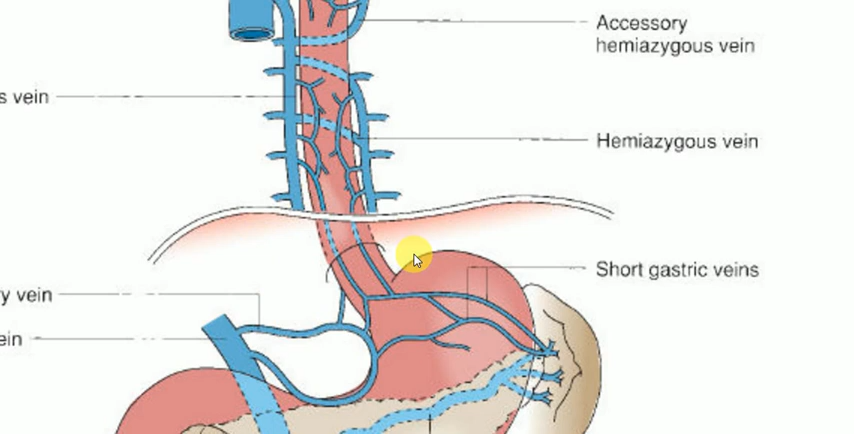 Accessory
hemiazygous vein
s vein
Hemiazygous vein
Short gastric veins
y vein
ein